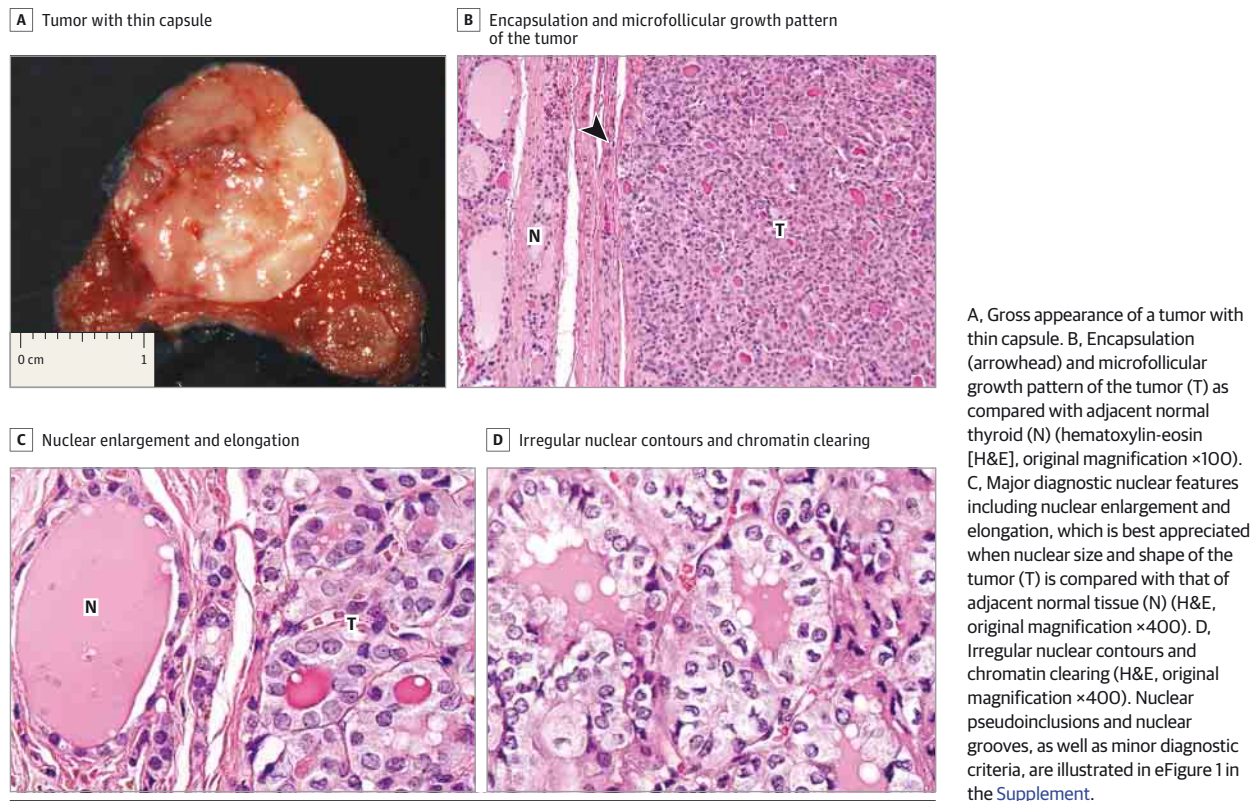 A Tumor with thin capsule
B Encapsulation and microfollicular growth pattern
of the tumor
0 cm 1
N
T
C Nuclear enlargement and elongation
D Irregular nuclear contours and chromatin clearing
N
T
A, Gross appearance of a tumor with
thin capsule. B, Encapsulation
(arrowhead) and microfollicular
growth pattern of the tumor (T) as
compared with adjacent normal
thyroid (N) (hematoxylin-eosin
[H&E], original magnification ×100).
C, Major diagnostic nuclear features
including nuclear enlargement and
elongation, which is best appreciated
when nuclear size and shape of the
tumor (T) is compared with that of
adjacent normal tissue (N) (H&E,
original magnification ×400). D,
Irregular nuclear contours and
chromatin clearing (H&E, original
magnification ×400). Nuclear
pseudoinclusions and nuclear
grooves, as well as minor diagnostic
criteria, are illustrated in eFigure 1 in
the Supplement.